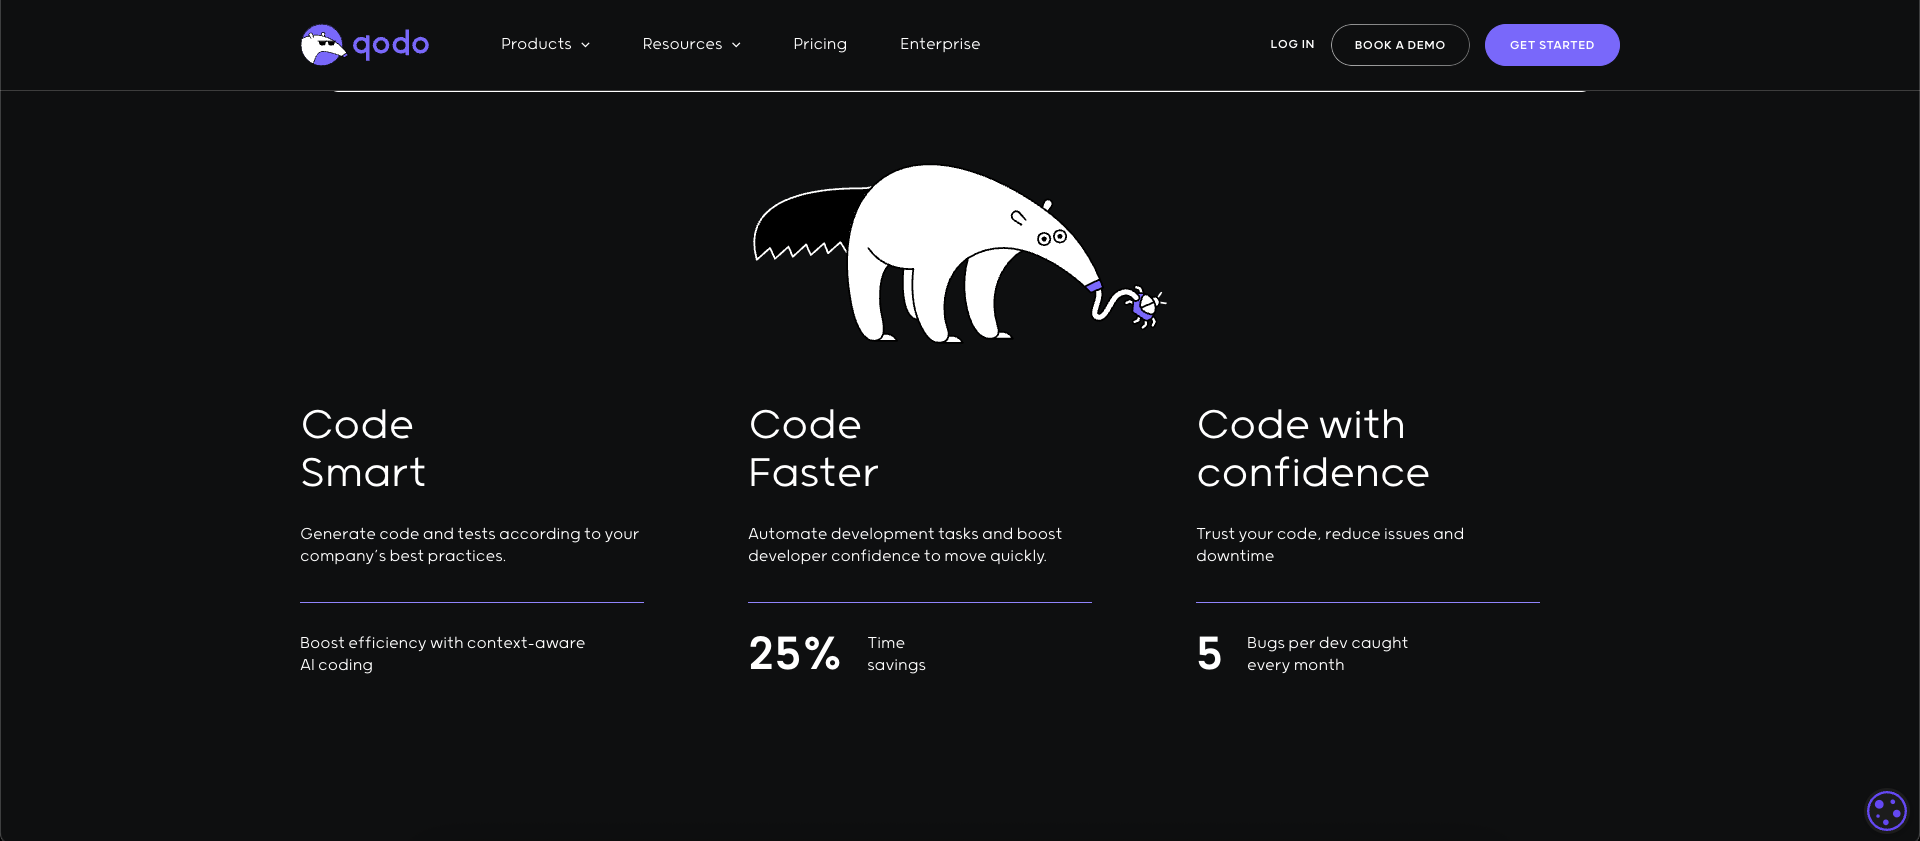 qodo
Products
Resources
Pricing
Enterprise
LOG IN
BOOK A DEMO
GET STARTED
Code
Smart
Generate code and tests according to your
company's best practices.
Boost efficiency with context-aware
AI coding
Code
Faster
Automate development tasks and boost
developer confidence to move quickly.
25%
Time
savings
Code with
confidence
Trust your code, reduce issues and
downtime
5
Bugs per dev caught
every month